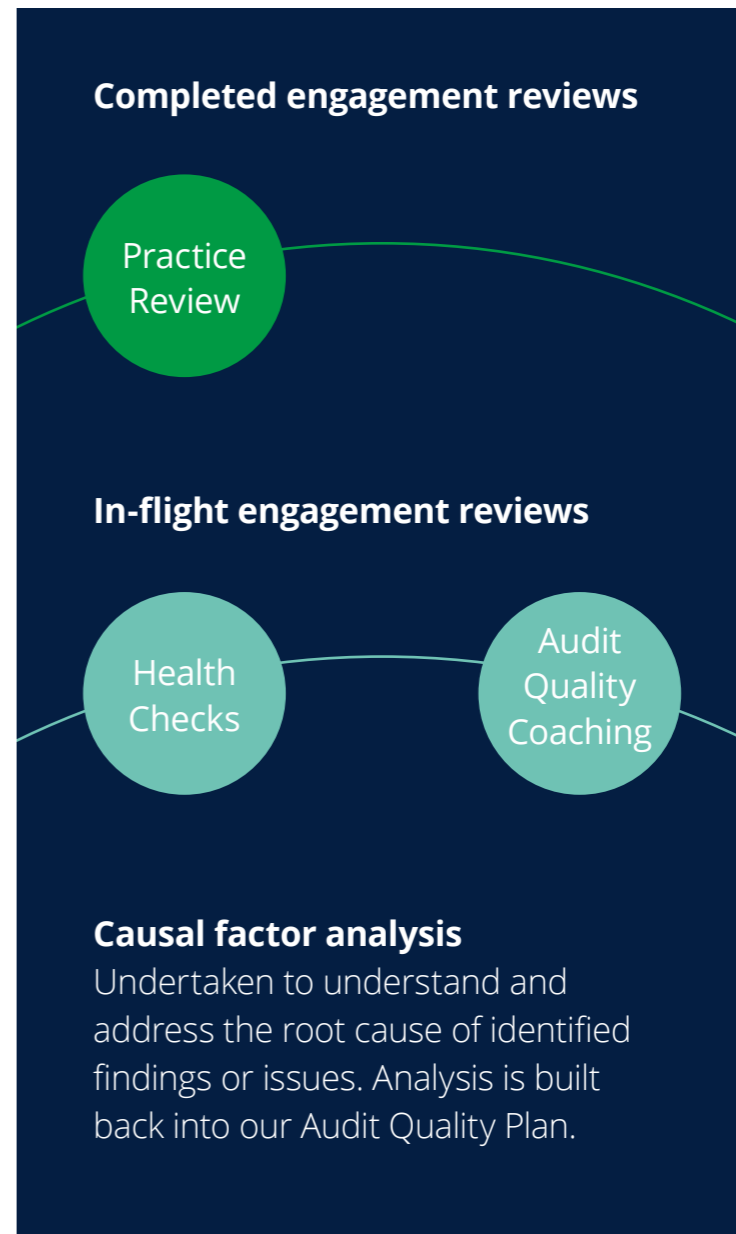 Completed engagement reviews
Practice
Review
In-flight engagement reviews
Health
Checks
Audit
Quality
Coaching
Causal factor analysis
Undertaken to understand and
address the root cause of identified
findings or issues. Analysis is built
back into our Audit Quality Plan.